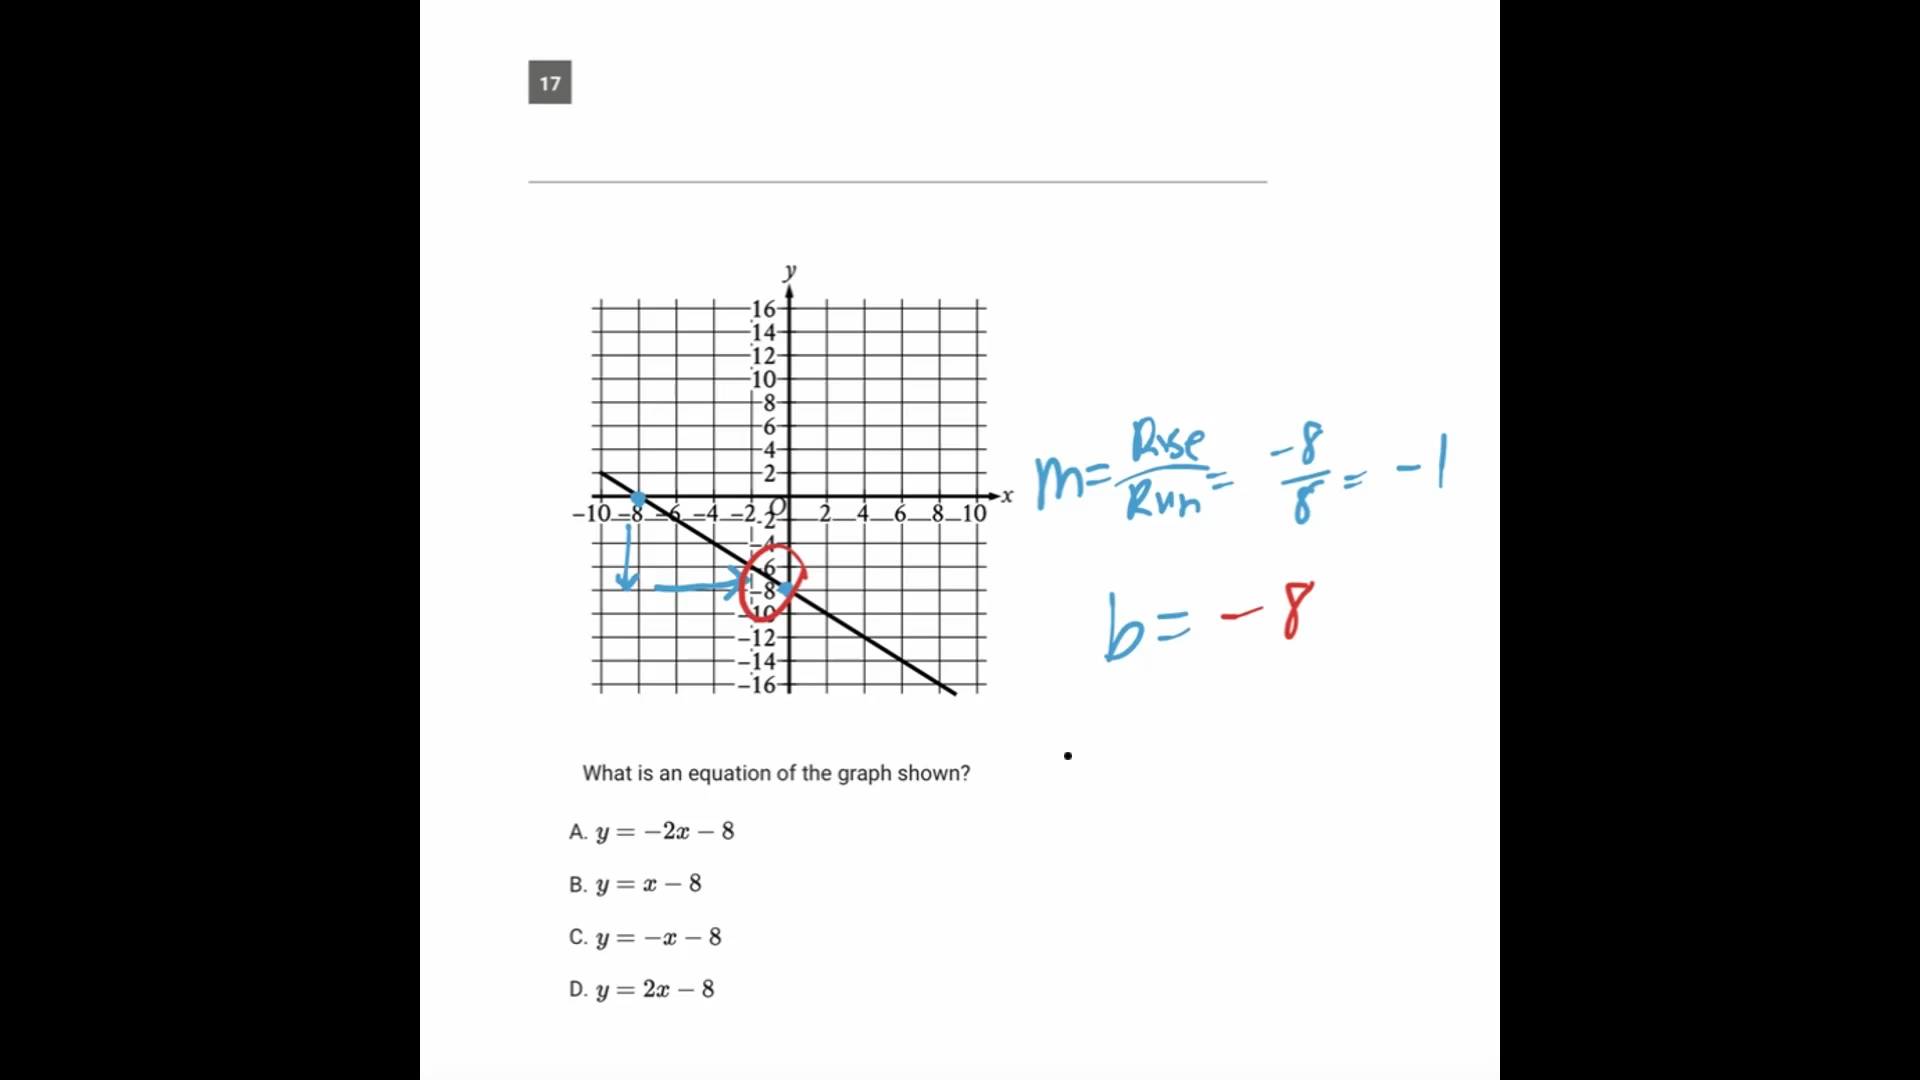 17
y
16
14
12
10
8
6
4
2
x
O
−10 −8 −6 −4 −2 2 4 6 8 10
-2
−4
−6
−8
−10
−12
−14
−16
m = Rise / Run = -8 / 8 = -1
b = -8
What is an equation of the graph shown?
A. y = −2x − 8
B. y = x − 8
C. y = −x − 8
D. y = 2x − 8